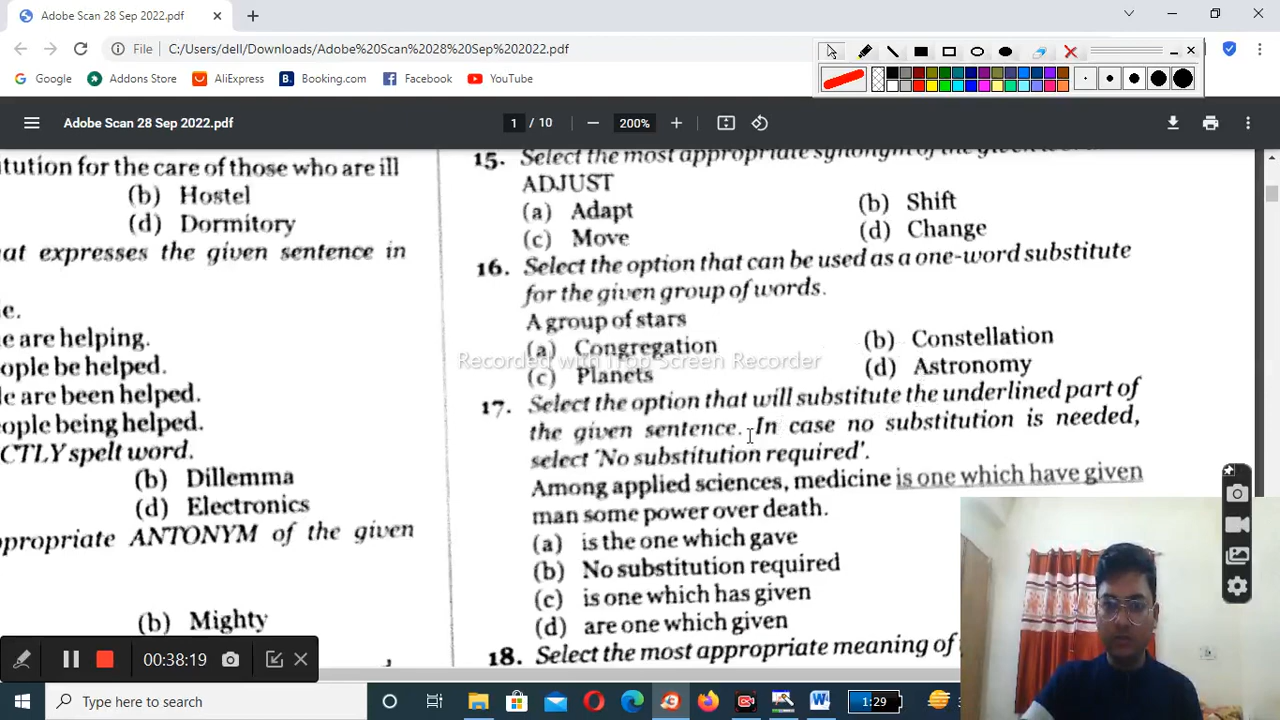 Adobe Scan 28 Sep 2022.pdf
File
C:/Users/dell/Downloads/Adobe%20Scan%2028%20Sep%202022.pdf
Google
Addons Store
AliExpress
Booking.com
Facebook
YouTube
Adobe Scan 28 Sep 2022.pdf
1 / 10
200%
tution for the care of those who are ill
(b) Hostel
(d) Dormitory
at expresses the given sentence in
e.
e are helping.
ople be helped.
le are been helped.
ople being helped.
CTLY spelt word.
(b) Dillemma
(d) Electronics
propriate ANTONYM of the given
(b) Mighty
15. Select the most appropriate synonym of the
ADJUST
(a) Adapt
(b) Shift
(c) Move
(d) Change
16. Select the option that can be used as a one-word substitute
for the given group of words.
A group of stars
(a) Congregation
(b) Constellation
(c) Planets
(d) Astronomy
Recorded with iTop Screen Recorder
17. Select the option that will substitute the underlined part of
the given sentence. In case no substitution is needed,
select 'No substitution required'.
Among applied sciences, medicine is one which have given
man some power over death.
(a) is the one which gave
(b) No substitution required
(c) is one which has given
(d) are one which given
18. Select the most appropriate meaning of
00:38:19
Type here to search
1:29